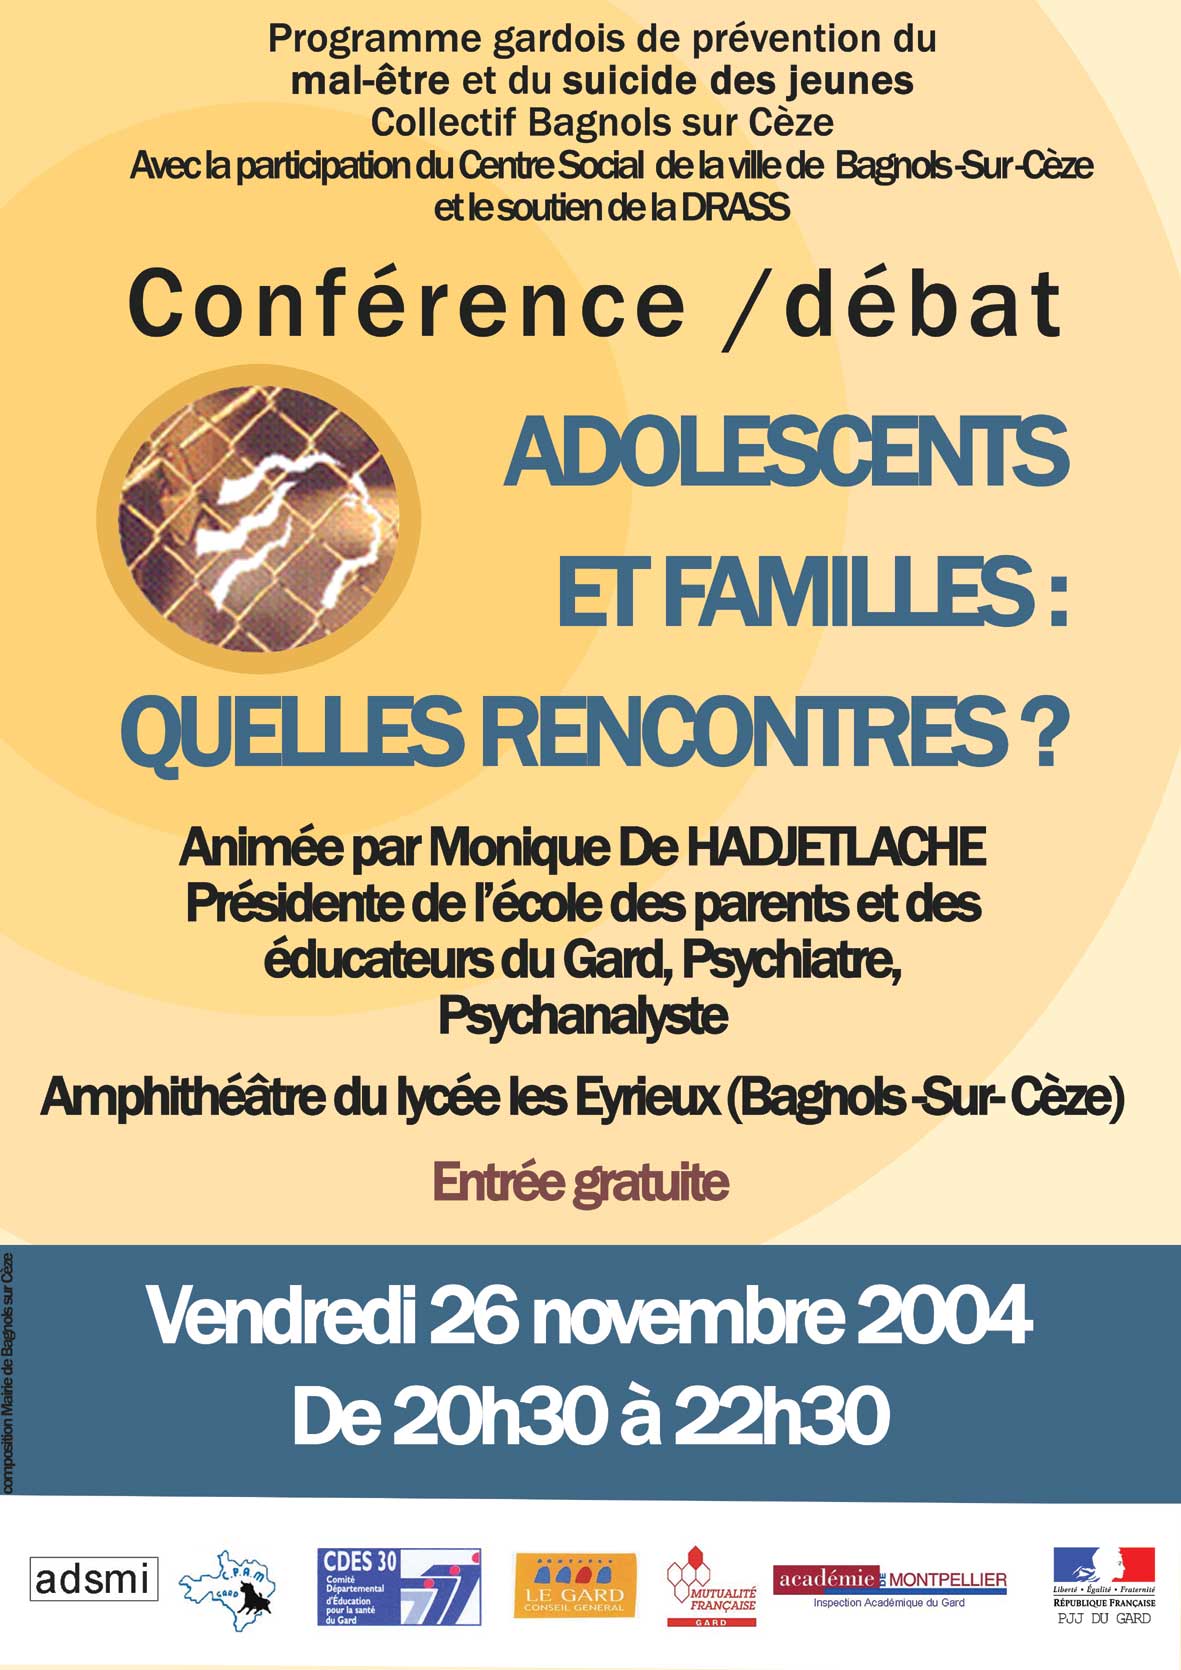 Programme gardois de prévention du
mal-être et du suicide des jeunes
Collectif Bagnols sur Cèze
Avec la participation du Centre Social de la ville de Bagnols-Sur-Cèze
et le soutien de la DRASS
Conférence / débat
ADOLESCENTS
ET FAMILLES :
QUELLES RENCONTRES ?
Animée par Monique De HADJETLACHE
Présidente de l’école des parents et des
éducateurs du Gard, Psychiatre,
Psychanalyste
Amphithéâtre du lycée les Eyrieux (Bagnols-Sur-Cèze)
Entrée gratuite
composition Mairie de Bagnols sur Cèze
Vendredi 26 novembre 2004
De 20h30 à 22h30
adsmi
C.P.A.M
GARD
CDES 30
Comité
Départemental
d'Éducation
pour la santé
du Gard
LE GARD
CONSEIL GENERAL
MUTUALITÉ
FRANÇAISE
GARD
académie DE MONTPELLIER
Inspection Académique du Gard
Liberté • Égalité • Fraternité
RÉPUBLIQUE FRANÇAISE
PJJ DU GARD